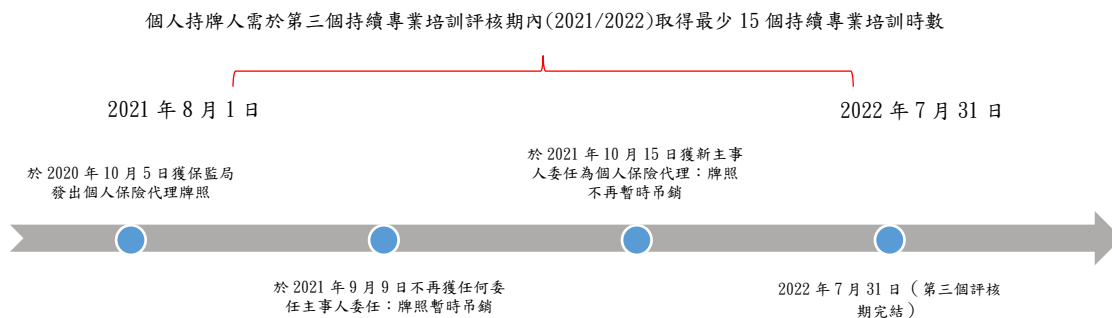 個人持牌人需於第三個持續專業培訓評核期內(2021/2022)取得最少 15 個持續專業培訓時數
2021 年 8 月 1 日
2022 年 7 月 31 日
於 2020 年 10 月 5 日獲保監局
發出個人保險代理牌照
於 2021 年 10 月 15 日獲新主事
人委任為個人保險代理：牌照
不再暫時吊銷
於 2021 年 9 月 9 日不再獲任何委
任主事人委任：牌照暫時吊銷
2022 年 7 月 31 日（第三個評核
期完結）